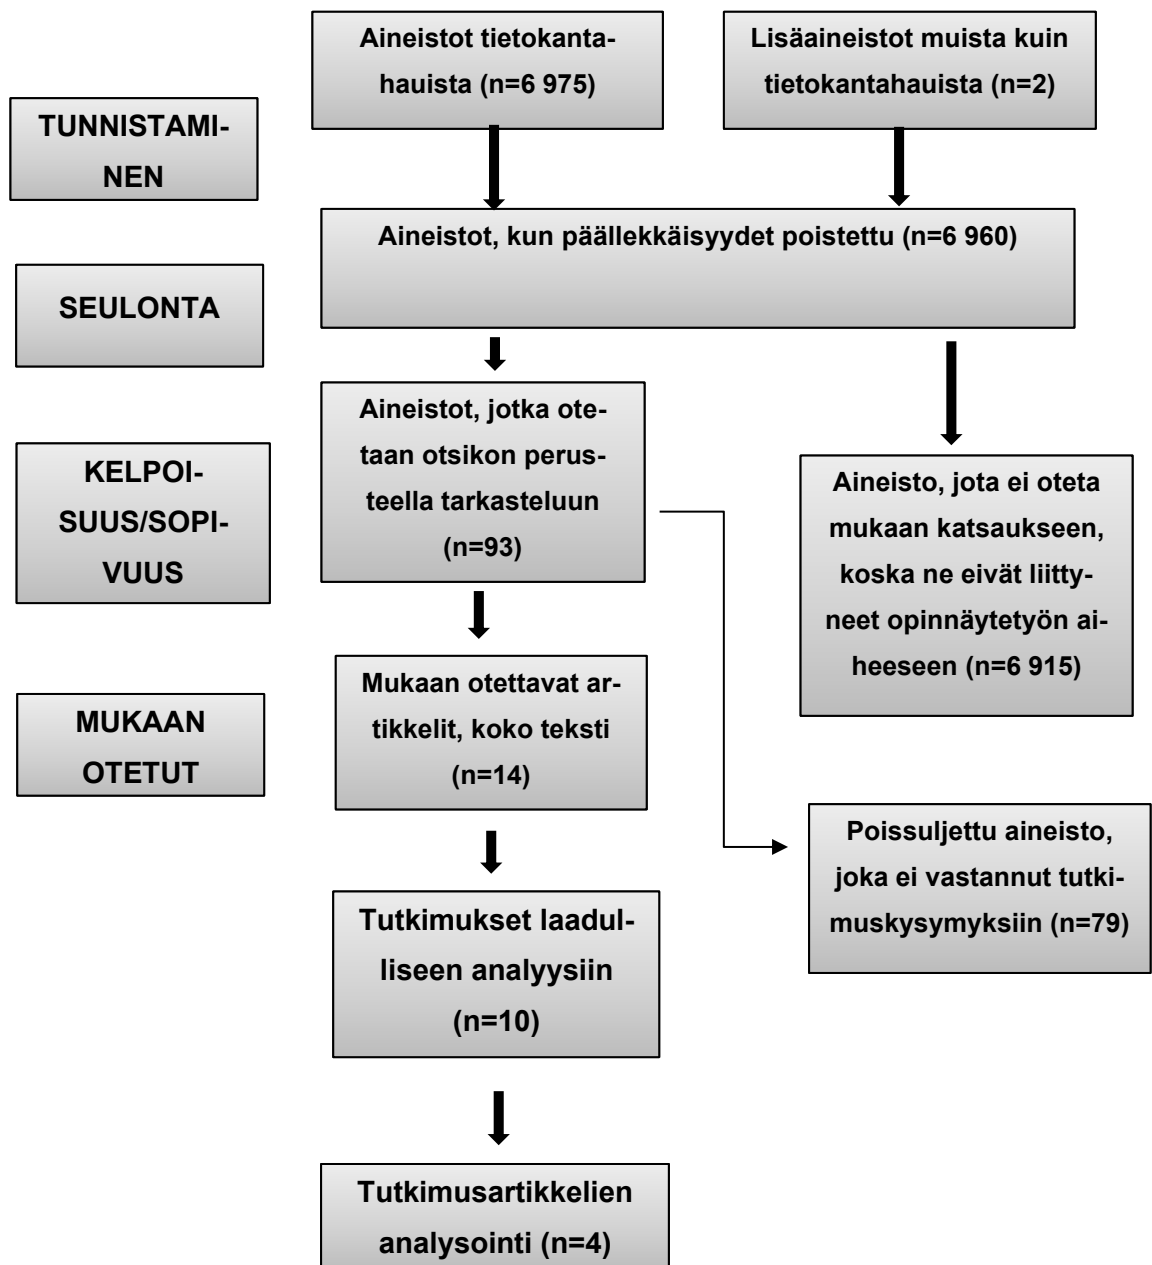 Aineistot tietokanta-
hauista (n=6 975)
Lisäaineistot muista kuin
tietokantahauista (n=2)
TUNNISTAMI-
NEN
Aineistot, kun päällekkäisyydet poistettu (n=6 960)
SEULONTA
Aineistot, jotka ote-
taan otsikon perus-
teella tarkasteluun
(n=93)
KELPOI-
SUUS/SOPI-
VUUS
Aineisto, jota ei oteta
mukaan katsaukseen,
koska ne eivät liitty-
neet opinnäytetyön ai-
heeseen (n=6 915)
Mukaan otettavat ar-
tikkelit, koko teksti
(n=14)
MUKAAN
OTETUT
Poissuljettu aineisto,
joka ei vastannut tutki-
muskysymyksiin (n=79)
Tutkimukset laadul-
liseen analyysiin
(n=10)
Tutkimusartikkelien
analysointi (n=4)